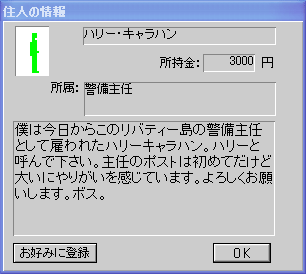 住人の情報
ハリー・キャラハン
所持金: 3000 円
所属: 警備主任
僕は今日からこのリバティー島の警備主任
として雇われたハリーキャラハン。ハリーと
呼んで下さい。主任のポストは初めてだけど
大いにやりがいを感じています。よろしくお願
いします。ボス。
お好みに登録 OK